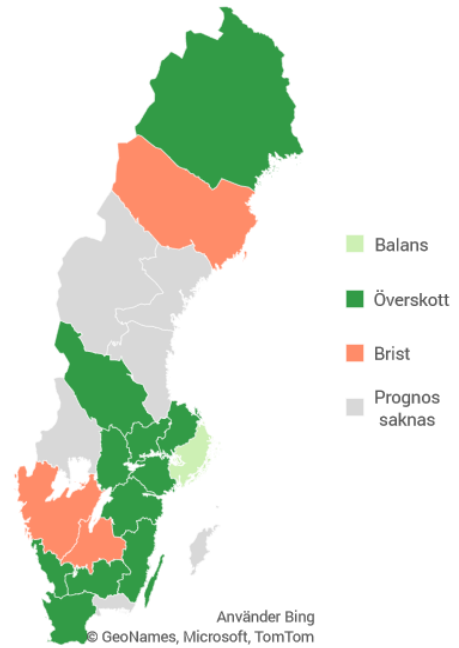 Balans
Överskott
Brist
Prognos
saknas
Använder Bing
© GeoNames, Microsoft, TomTom